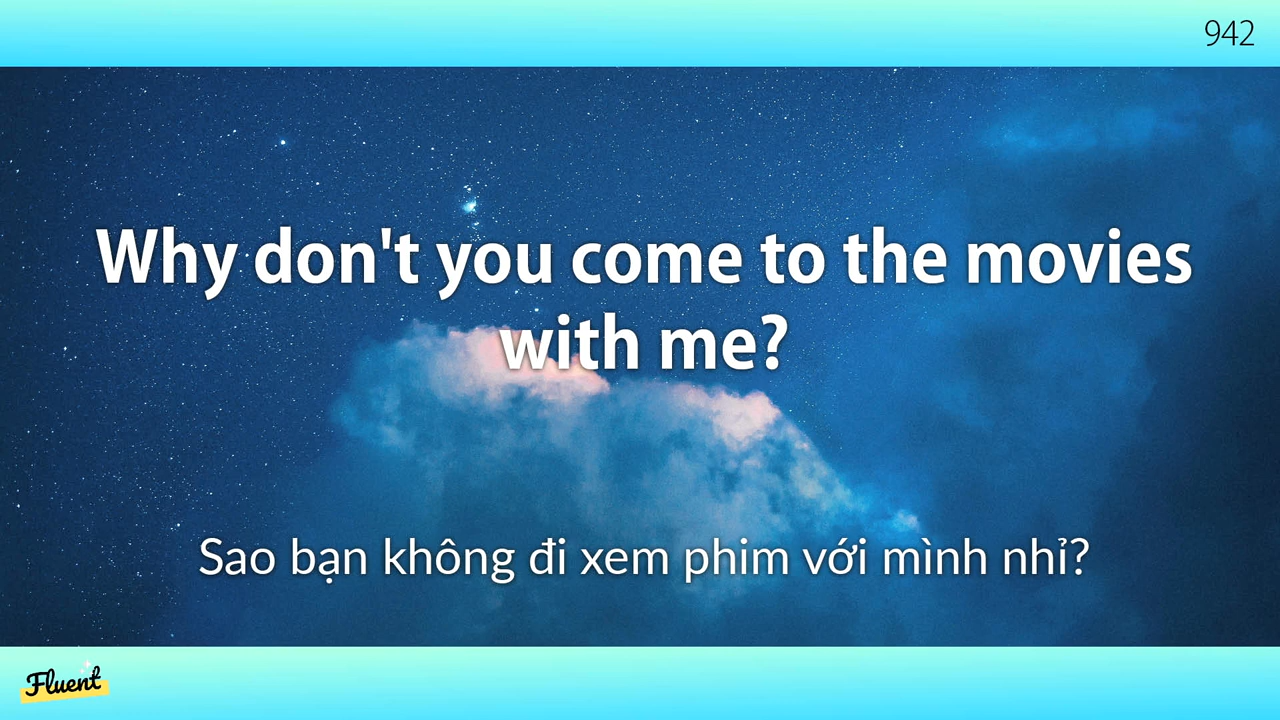 942
Why don't you come to the movies
with me?
Sao bạn không đi xem phim với mình nhỉ?
Fluent